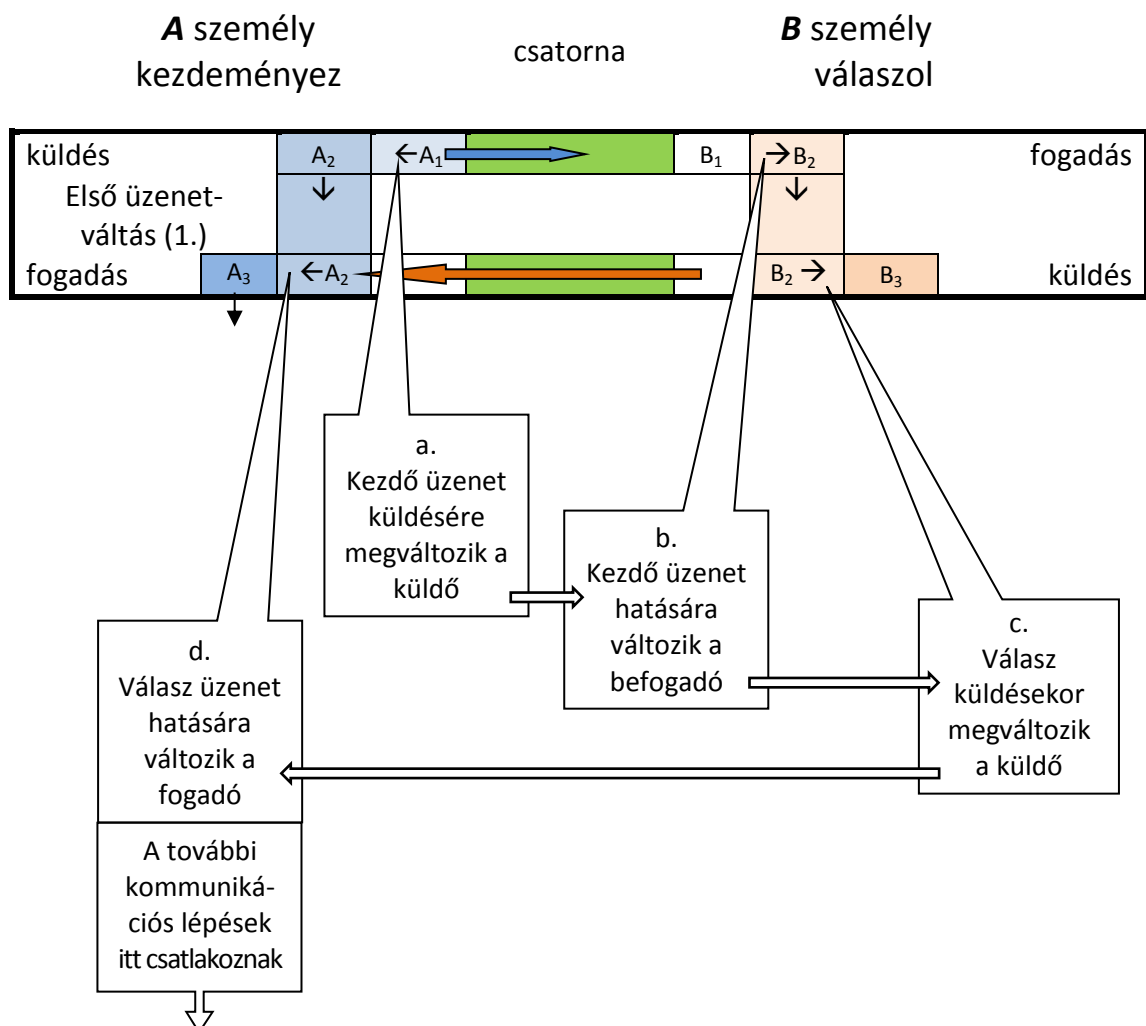 A személy
kezdeményez
csatorna
B személy
válaszol
küldés
A₂
←A₁
B₁
→B₂
fogadás
↓
↓
Első üzenet-
váltás (1.)
fogadás
A₃
←A₂
B₂ →
B₃
küldés
a.
Kezdő üzenet
küldésére
megváltozik a
küldő
b.
Kezdő üzenet
hatására
változik a
befogadó
c.
Válasz
küldésekor
megváltozik
a küldő
d.
Válasz üzenet
hatására
változik a
fogadó
A további
kommuniká-
ciós lépések
itt csatlakoznak